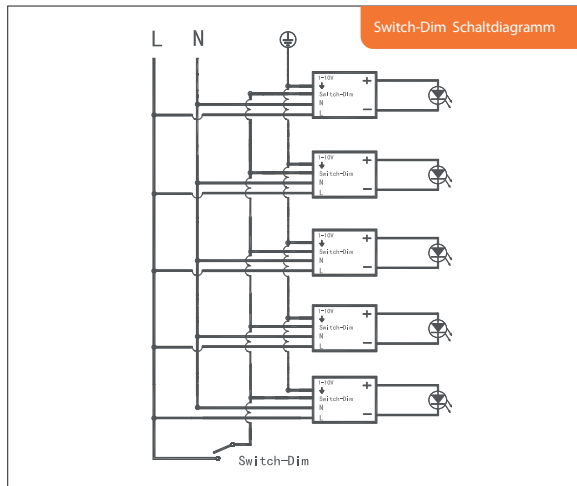 Switch-Dim Schaltdiagramm
L N
1-10V
+
Switch-Dim
N
L
−
1-10V
+
Switch-Dim
N
L
−
1-10V
+
Switch-Dim
N
L
−
1-10V
+
Switch-Dim
N
L
−
1-10V
+
Switch-Dim
N
L
−
Switch-Dim